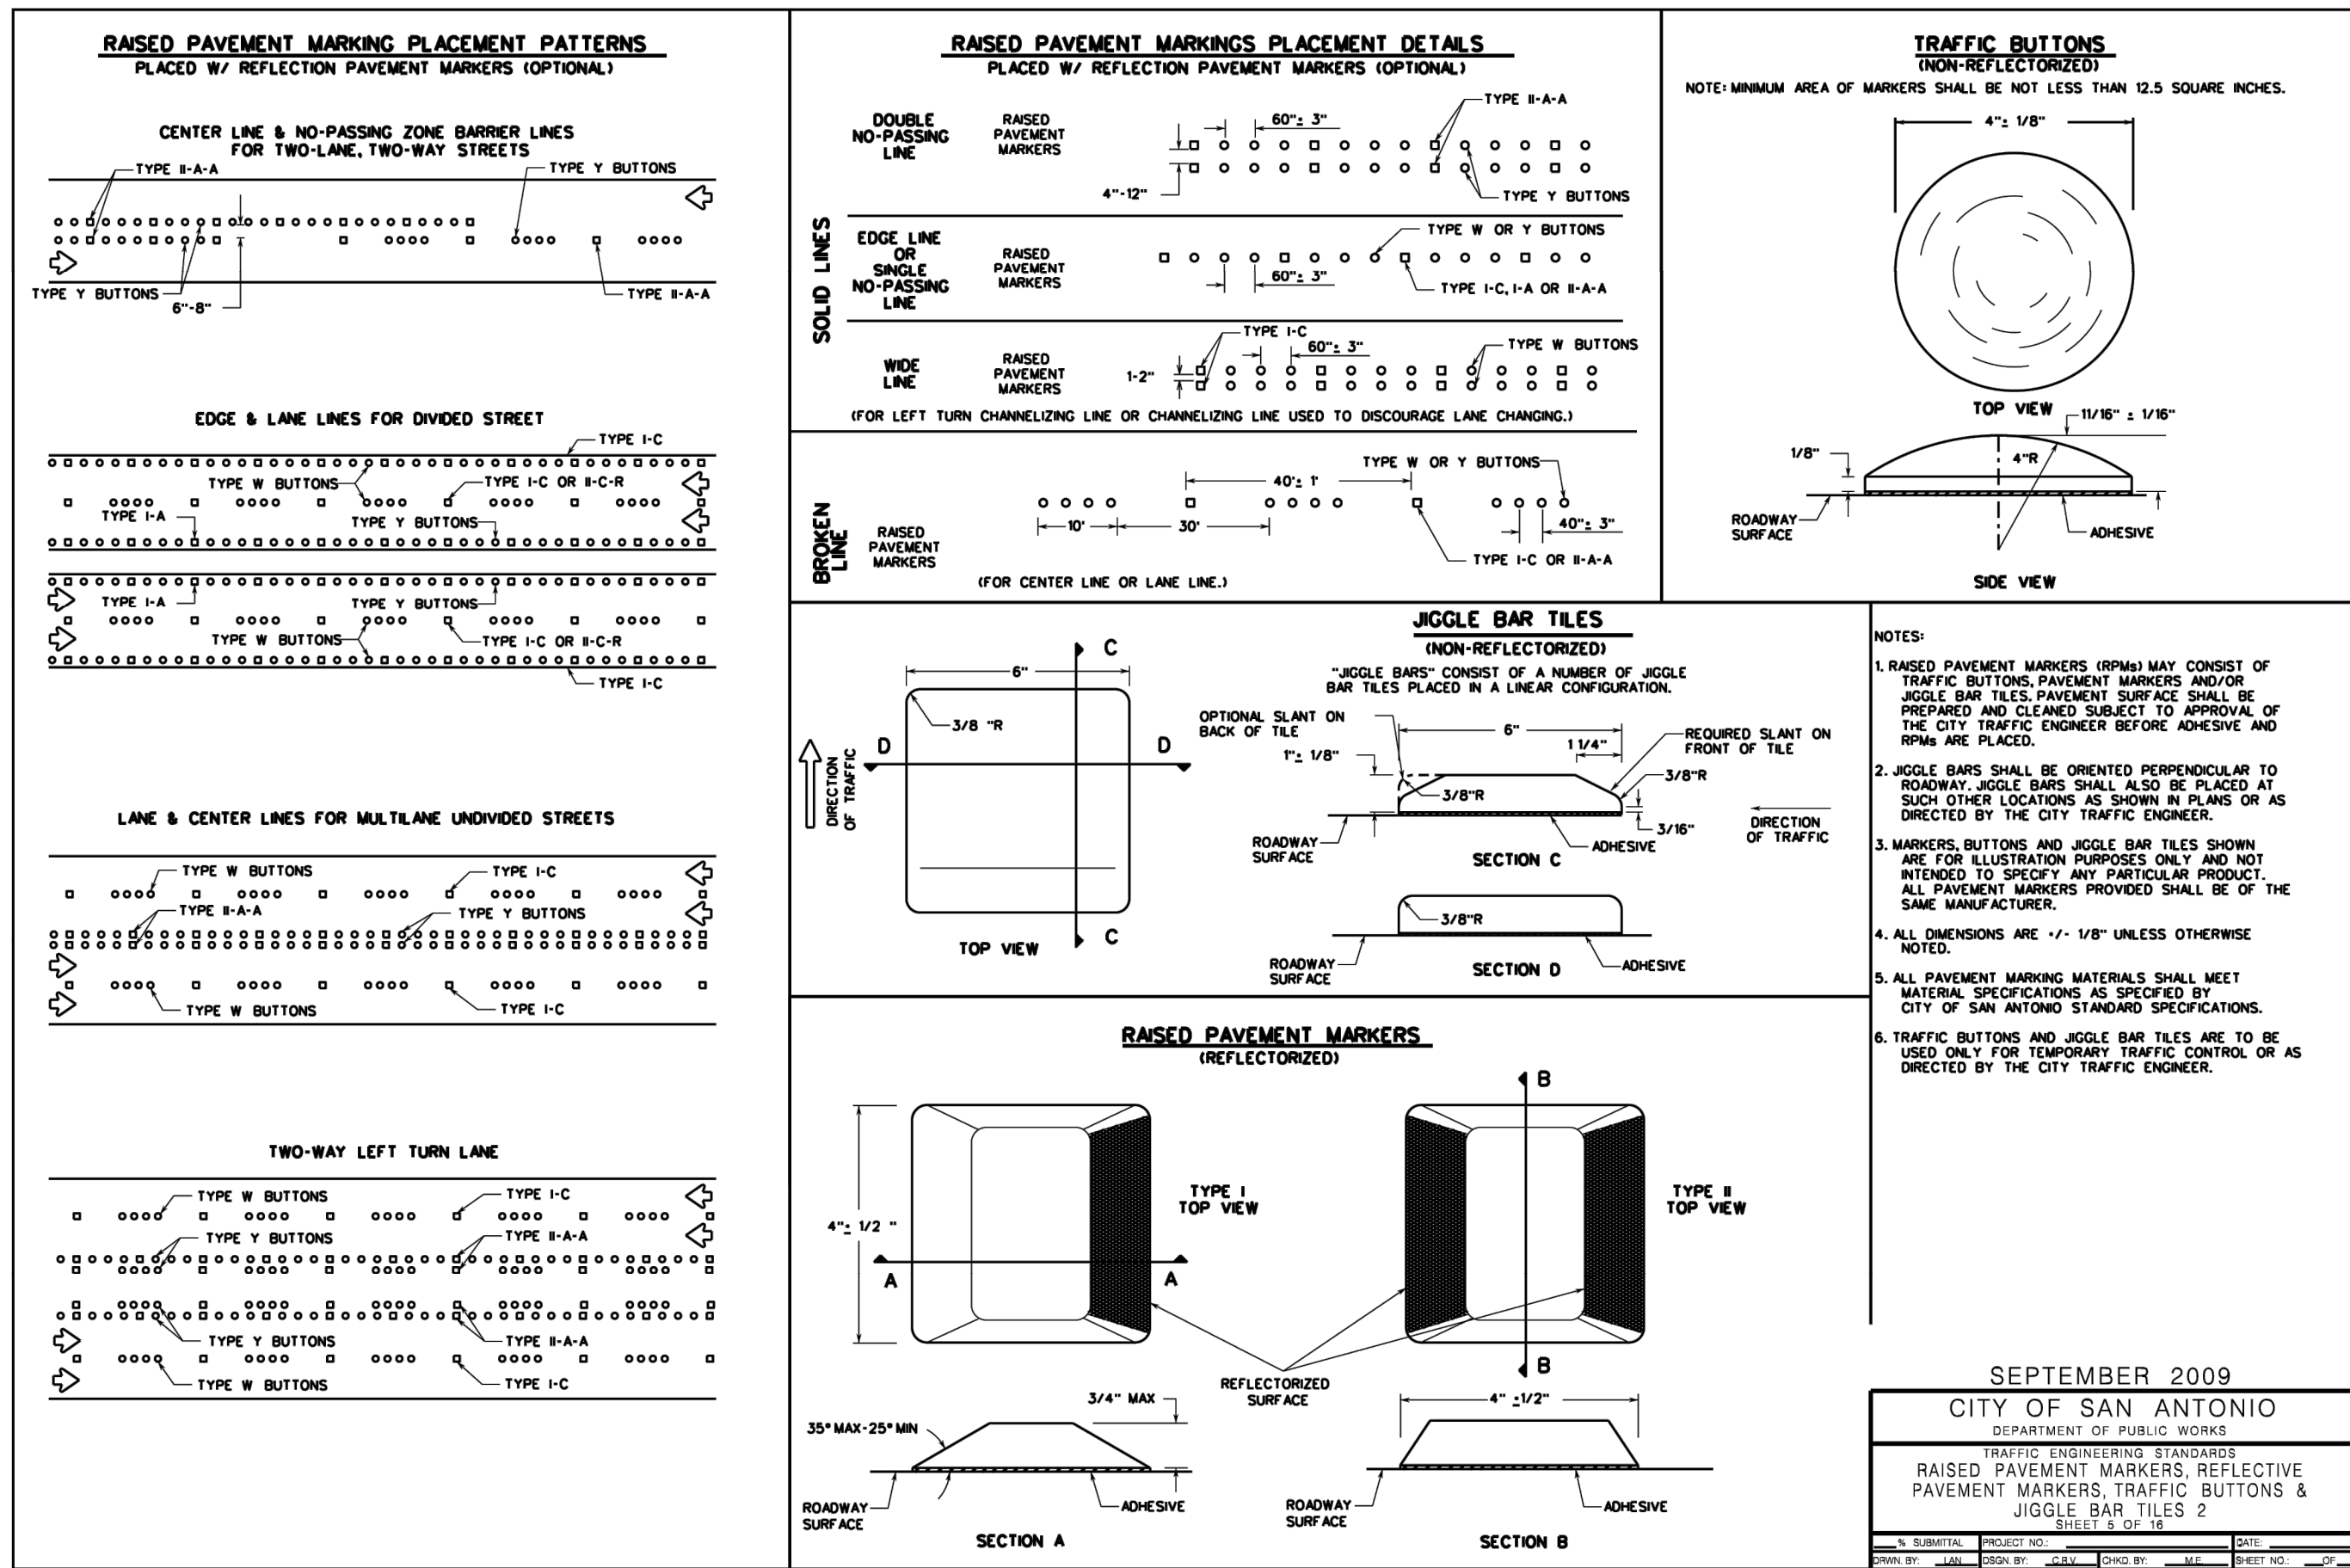 RAISED PAVEMENT MARKING PLACEMENT PATTERNS
PLACED W/ REFLECTION PAVEMENT MARKERS (OPTIONAL)
CENTER LINE & NO-PASSING ZONE BARRIER LINES
FOR TWO-LANE, TWO-WAY STREETS
TYPE II-A-A
TYPE Y BUTTONS
TYPE Y BUTTONS
6"-8"
TYPE II-A-A
EDGE & LANE LINES FOR DIVIDED STREET
TYPE I-C
TYPE W BUTTONS
TYPE I-C OR II-C-R
TYPE I-A
TYPE Y BUTTONS
TYPE I-A
TYPE Y BUTTONS
TYPE W BUTTONS
TYPE I-C OR II-C-R
TYPE I-C
LANE & CENTER LINES FOR MULTILANE UNDIVIDED STREETS
TYPE W BUTTONS
TYPE I-C
TYPE II-A-A
TYPE Y BUTTONS
TYPE W BUTTONS
TYPE I-C
TWO-WAY LEFT TURN LANE
TYPE W BUTTONS
TYPE I-C
TYPE Y BUTTONS
TYPE II-A-A
TYPE Y BUTTONS
TYPE II-A-A
TYPE W BUTTONS
TYPE I-C
RAISED PAVEMENT MARKINGS PLACEMENT DETAILS
PLACED W/ REFLECTION PAVEMENT MARKERS (OPTIONAL)
SOLID LINES
DOUBLE
NO-PASSING
LINE
RAISED
PAVEMENT
MARKERS
60"± 3"
TYPE II-A-A
4"-12"
TYPE Y BUTTONS
EDGE LINE
OR
SINGLE
NO-PASSING
LINE
RAISED
PAVEMENT
MARKERS
TYPE W OR Y BUTTONS
60"± 3"
TYPE I-C, I-A OR II-A-A
WIDE
LINE
RAISED
PAVEMENT
MARKERS
1-2"
TYPE I-C
60"± 3"
TYPE W BUTTONS
(FOR LEFT TURN CHANNELIZING LINE OR CHANNELIZING LINE USED TO DISCOURAGE LANE CHANGING.)
BROKEN
LINE
RAISED
PAVEMENT
MARKERS
TYPE W OR Y BUTTONS
40'± 1'
10'
30'
40"± 3"
TYPE I-C OR II-A-A
(FOR CENTER LINE OR LANE LINE.)
TRAFFIC BUTTONS
(NON-REFLECTORIZED)
NOTE: MINIMUM AREA OF MARKERS SHALL BE NOT LESS THAN 12.5 SQUARE INCHES.
4"± 1/8"
TOP VIEW
11/16" ± 1/16"
1/8"
4"R
ROADWAY
SURFACE
ADHESIVE
SIDE VIEW
JIGGLE BAR TILES
(NON-REFLECTORIZED)
"JIGGLE BARS" CONSIST OF A NUMBER OF JIGGLE
BAR TILES PLACED IN A LINEAR CONFIGURATION.
C
6"
3/8 "R
D
D
DIRECTION
OF TRAFFIC
TOP VIEW
C
OPTIONAL SLANT ON
BACK OF TILE
6"
1 1/4"
REQUIRED SLANT ON
FRONT OF TILE
1"± 1/8"
3/8"R
3/8"R
3/16"
DIRECTION
OF TRAFFIC
ROADWAY
SURFACE
ADHESIVE
SECTION C
3/8"R
ROADWAY
SURFACE
ADHESIVE
SECTION D
RAISED PAVEMENT MARKERS
(REFLECTORIZED)
4"± 1/2 "
A
A
TYPE I
TOP VIEW
B
B
TYPE II
TOP VIEW
REFLECTORIZED
SURFACE
3/4" MAX
35° MAX-25° MIN
ROADWAY
SURFACE
ADHESIVE
SECTION A
4" ±1/2"
ROADWAY
SURFACE
ADHESIVE
SECTION B
NOTES:
1. RAISED PAVEMENT MARKERS (RPMs) MAY CONSIST OF
TRAFFIC BUTTONS, PAVEMENT MARKERS AND/OR
JIGGLE BAR TILES. PAVEMENT SURFACE SHALL BE
PREPARED AND CLEANED SUBJECT TO APPROVAL OF
THE CITY TRAFFIC ENGINEER BEFORE ADHESIVE AND
RPMs ARE PLACED.
2. JIGGLE BARS SHALL BE ORIENTED PERPENDICULAR TO
ROADWAY. JIGGLE BARS SHALL ALSO BE PLACED AT
SUCH OTHER LOCATIONS AS SHOWN IN PLANS OR AS
DIRECTED BY THE CITY TRAFFIC ENGINEER.
3. MARKERS, BUTTONS AND JIGGLE BAR TILES SHOWN
ARE FOR ILLUSTRATION PURPOSES ONLY AND NOT
INTENDED TO SPECIFY ANY PARTICULAR PRODUCT.
ALL PAVEMENT MARKERS PROVIDED SHALL BE OF THE
SAME MANUFACTURER.
4. ALL DIMENSIONS ARE +/- 1/8" UNLESS OTHERWISE
NOTED.
5. ALL PAVEMENT MARKING MATERIALS SHALL MEET
MATERIAL SPECIFICATIONS AS SPECIFIED BY
CITY OF SAN ANTONIO STANDARD SPECIFICATIONS.
6. TRAFFIC BUTTONS AND JIGGLE BAR TILES ARE TO BE
USED ONLY FOR TEMPORARY TRAFFIC CONTROL OR AS
DIRECTED BY THE CITY TRAFFIC ENGINEER.
SEPTEMBER 2009
CITY OF SAN ANTONIO
DEPARTMENT OF PUBLIC WORKS
TRAFFIC ENGINEERING STANDARDS
RAISED PAVEMENT MARKERS, REFLECTIVE
PAVEMENT MARKERS, TRAFFIC BUTTONS &
JIGGLE BAR TILES 2
SHEET 5 OF 16
% SUBMITTAL PROJECT NO.: DATE:
DRWN. BY: LAN DSGN. BY: C.R.V. CHKD. BY: M.E. SHEET NO.: OF